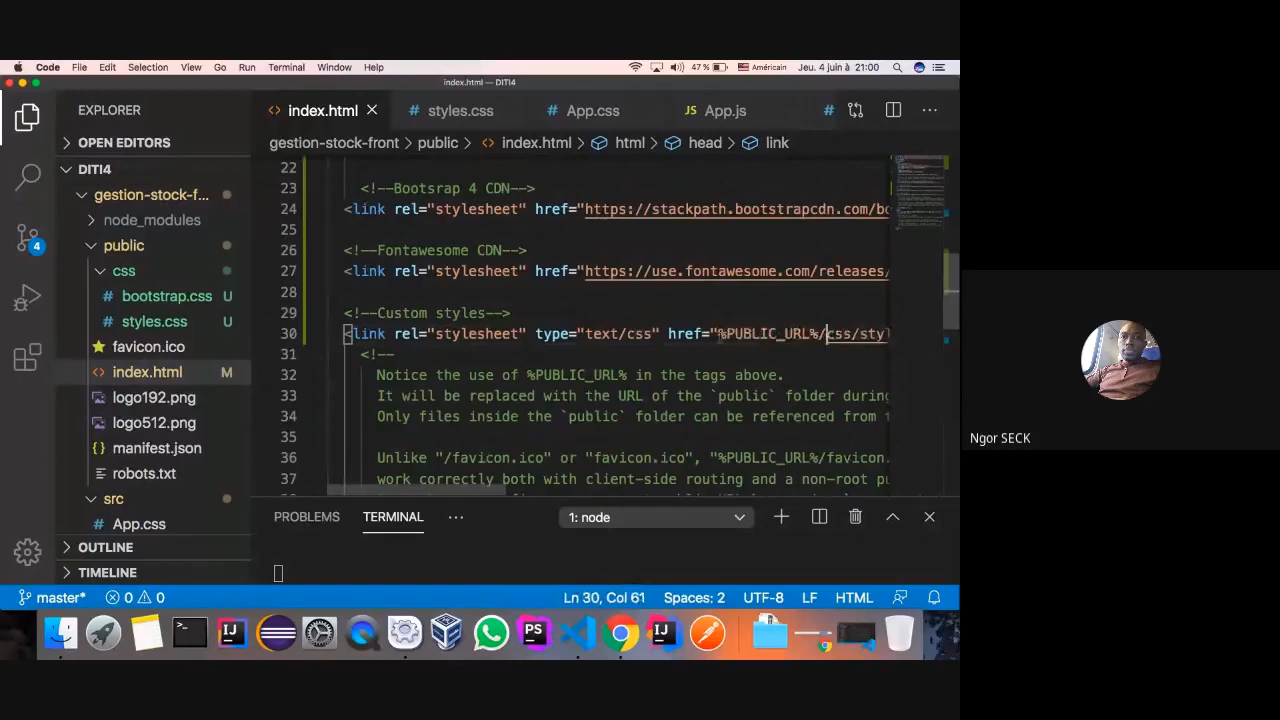 Code File Edit Selection View Go Run Terminal Window Help 47 % Américain Jeu. 4 juin à 21:00
index.html — DITI4
EXPLORER
index.html
styles.css
App.css
JS App.js
OPEN EDITORS
gestion-stock-front > public > index.html > html > head > link
DITI4
gestion-stock-f...
node_modules
public
css
bootstrap.css U
styles.css U
favicon.ico
index.html M
logo192.png
logo512.png
manifest.json
robots.txt
src
App.css
OUTLINE
TIMELINE
4
22
23 <!--Bootsrap 4 CDN-->
24 <link rel="stylesheet" href="https://stackpath.bootstrapcdn.com/bo
25
26 <!--Fontawesome CDN-->
27 <link rel="stylesheet" href="https://use.fontawesome.com/releases/
28
29 <!--Custom styles-->
30 <link rel="stylesheet" type="text/css" href="%PUBLIC_URL%/css/styl
31 <!--
32 Notice the use of %PUBLIC_URL% in the tags above.
33 It will be replaced with the URL of the `public` folder during
34 Only files inside the `public` folder can be referenced from
35
36 Unlike "/favicon.ico" or "favicon.ico", "%PUBLIC_URL%/favicon.
37 work correctly both with client-side routing and a non-root pu
PROBLEMS TERMINAL ... 1: node
master* 0 0 Ln 30, Col 61 Spaces: 2 UTF-8 LF HTML
IJ PS IJ
Ngor SECK